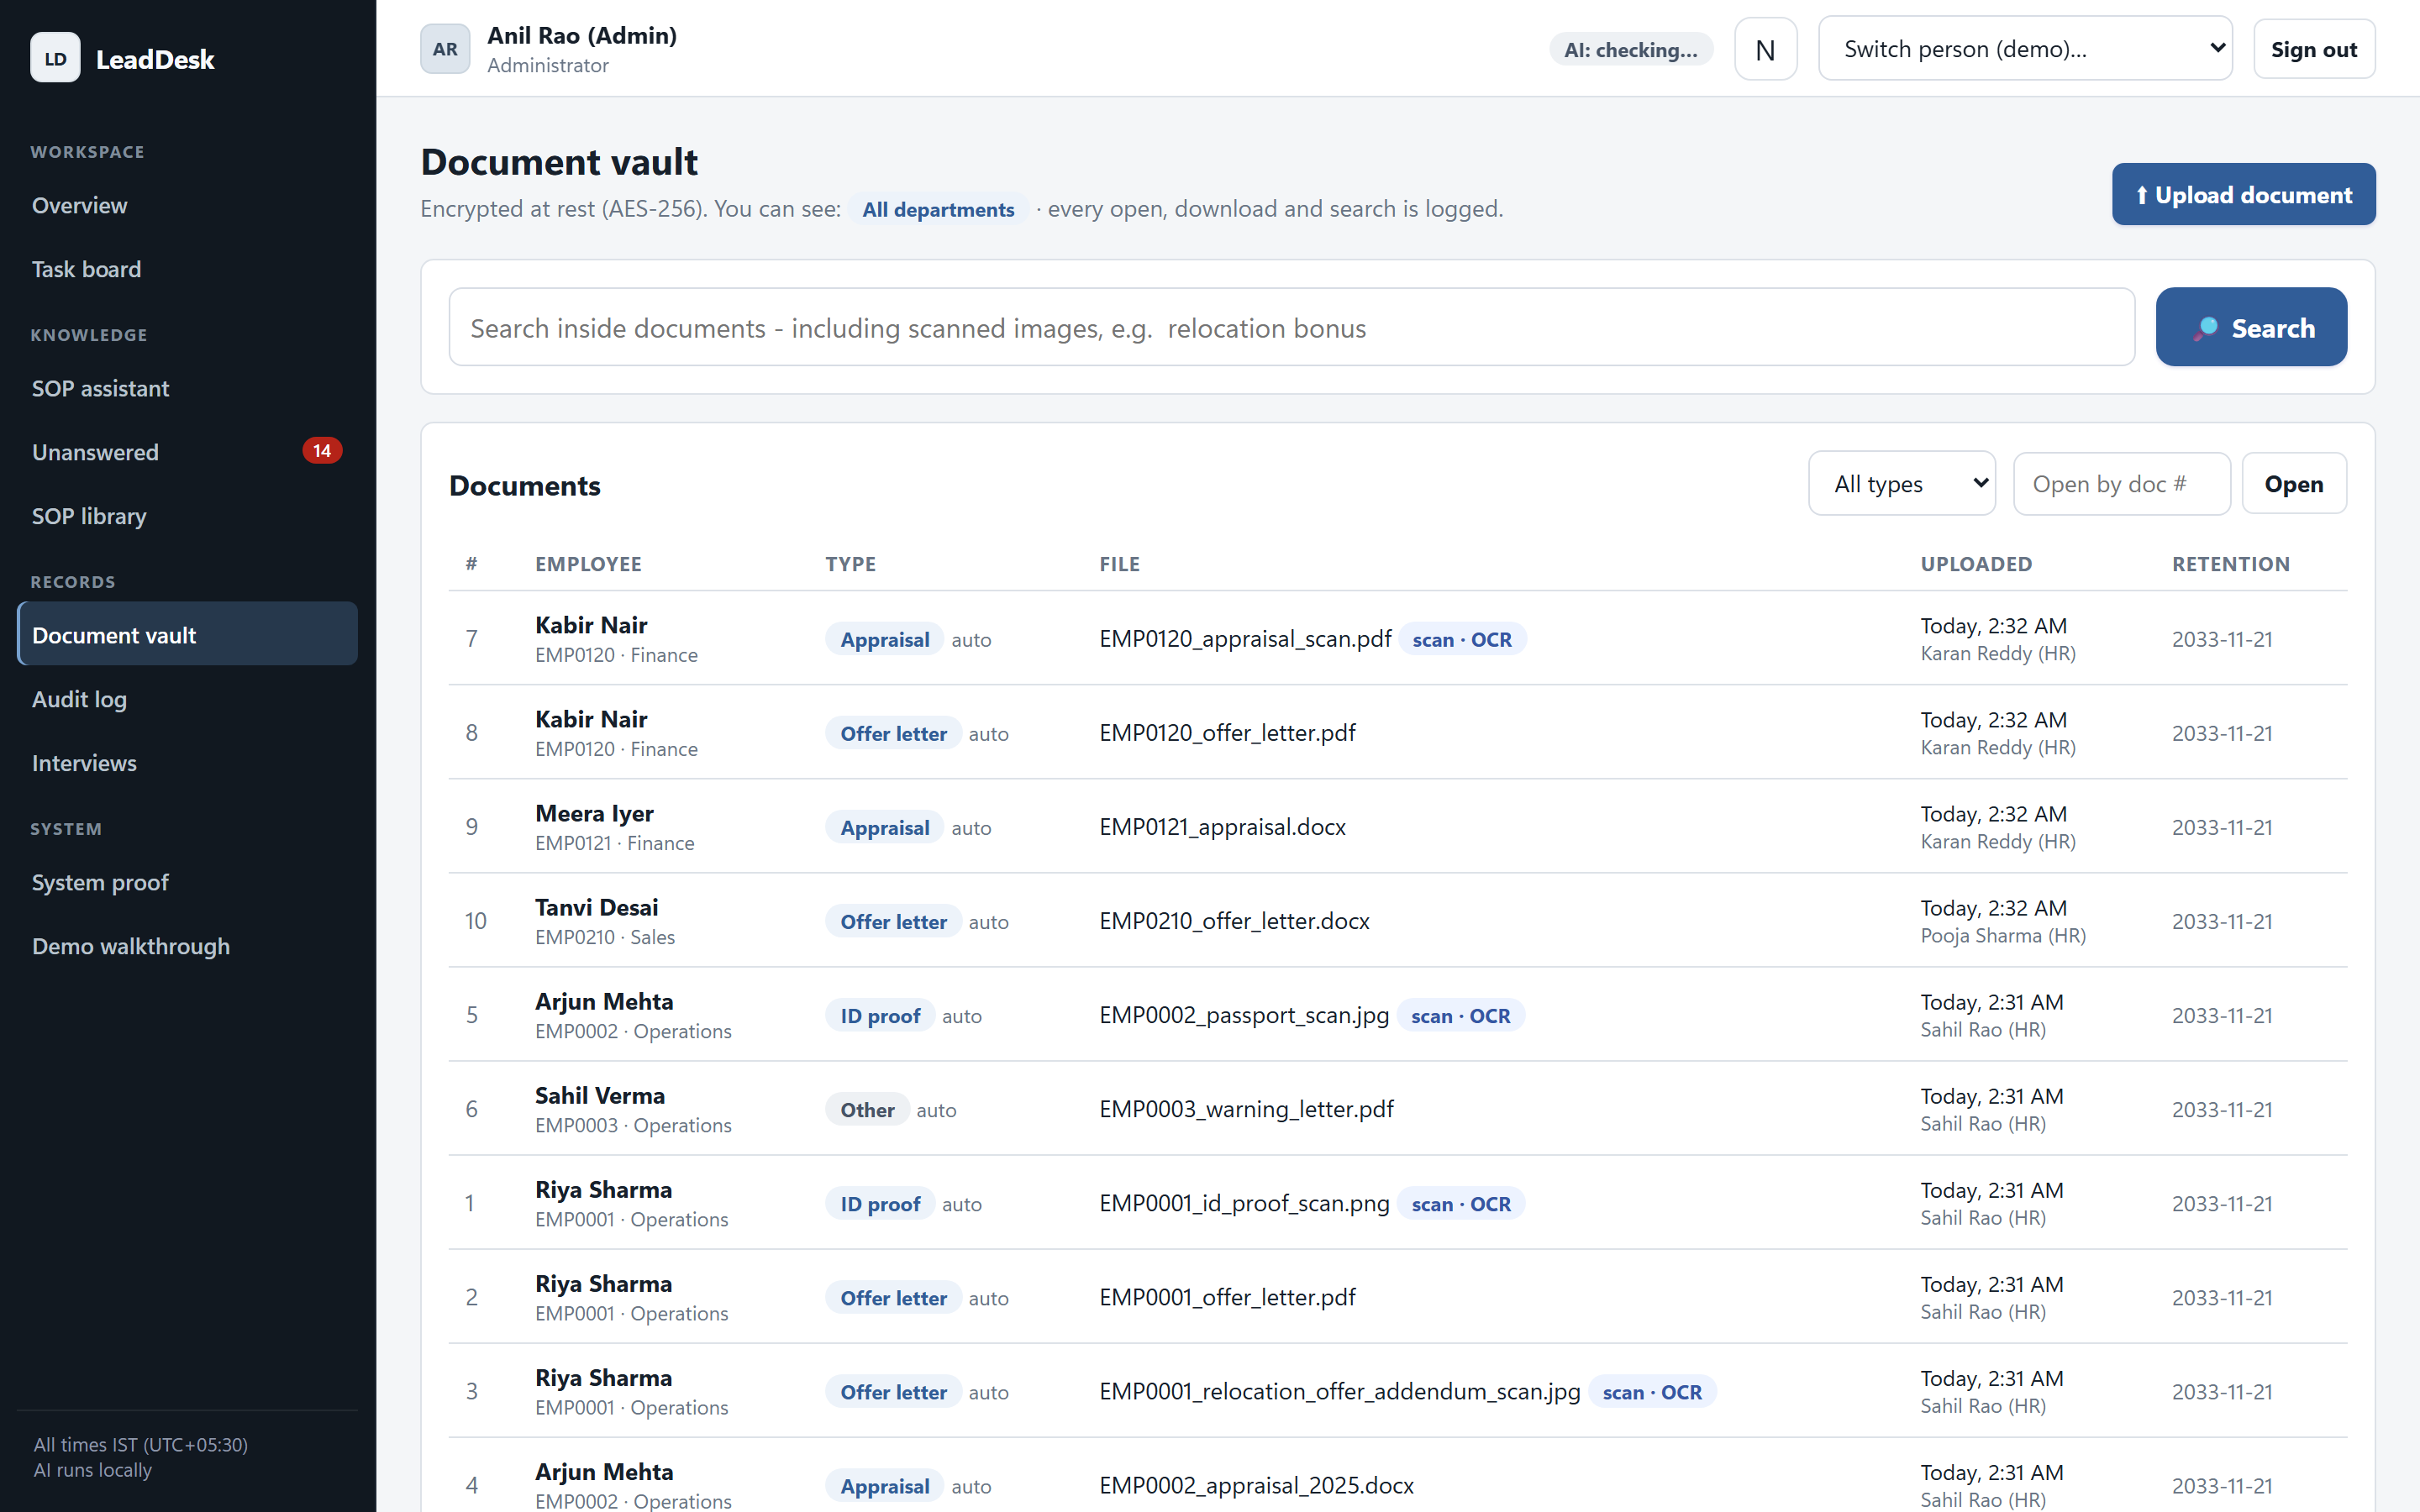 LD LeadDesk
WORKSPACE
Overview
Task board
KNOWLEDGE
SOP assistant
Unanswered 14
SOP library
RECORDS
Document vault
Audit log
Interviews
SYSTEM
System proof
Demo walkthrough
All times IST (UTC+05:30)
AI runs locally
AR Anil Rao (Admin)
Administrator
AI: checking... N Switch person (demo)... Sign out
Document vault
Encrypted at rest (AES-256). You can see: All departments · every open, download and search is logged.
⬆ Upload document
Search inside documents - including scanned images, e.g. relocation bonus
🔎 Search
Documents
All types Open by doc # Open
# EMPLOYEE TYPE FILE UPLOADED RETENTION
7 Kabir Nair Appraisal auto EMP0120_appraisal_scan.pdf scan · OCR Today, 2:32 AM 2033-11-21
EMP0120 · Finance Karan Reddy (HR)
8 Kabir Nair Offer letter auto EMP0120_offer_letter.pdf Today, 2:32 AM 2033-11-21
EMP0120 · Finance Karan Reddy (HR)
9 Meera Iyer Appraisal auto EMP0121_appraisal.docx Today, 2:32 AM 2033-11-21
EMP0121 · Finance Karan Reddy (HR)
10 Tanvi Desai Offer letter auto EMP0210_offer_letter.docx Today, 2:32 AM 2033-11-21
EMP0210 · Sales Pooja Sharma (HR)
5 Arjun Mehta ID proof auto EMP0002_passport_scan.jpg scan · OCR Today, 2:31 AM 2033-11-21
EMP0002 · Operations Sahil Rao (HR)
6 Sahil Verma Other auto EMP0003_warning_letter.pdf Today, 2:31 AM 2033-11-21
EMP0003 · Operations Sahil Rao (HR)
1 Riya Sharma ID proof auto EMP0001_id_proof_scan.png scan · OCR Today, 2:31 AM 2033-11-21
EMP0001 · Operations Sahil Rao (HR)
2 Riya Sharma Offer letter auto EMP0001_offer_letter.pdf Today, 2:31 AM 2033-11-21
EMP0001 · Operations Sahil Rao (HR)
3 Riya Sharma Offer letter auto EMP0001_relocation_offer_addendum_scan.jpg scan · OCR Today, 2:31 AM 2033-11-21
EMP0001 · Operations Sahil Rao (HR)
4 Arjun Mehta Appraisal auto EMP0002_appraisal_2025.docx Today, 2:31 AM 2033-11-21
EMP0002 · Operations Sahil Rao (HR)